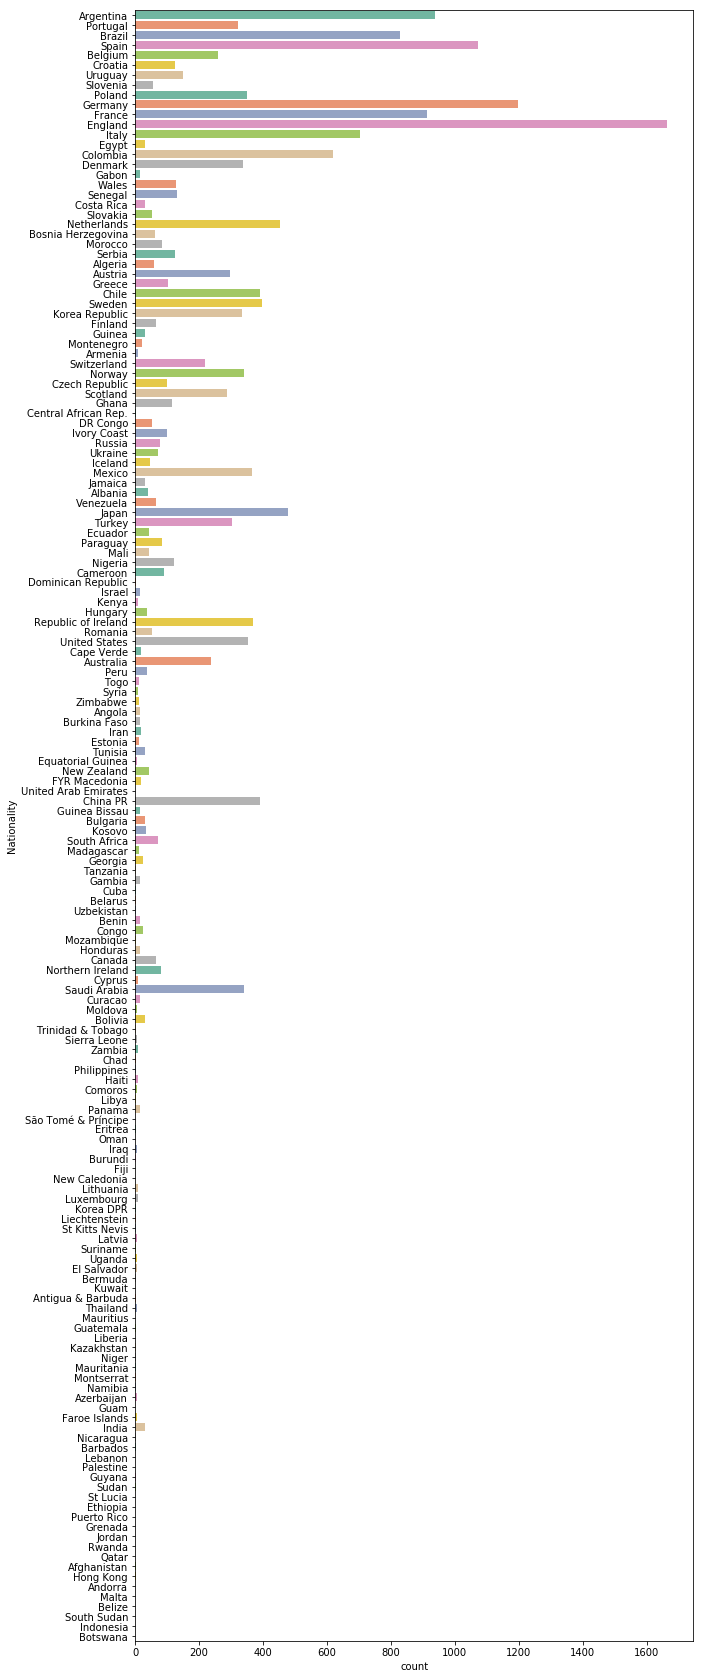 Argentina
Portugal
Brazil
Spain
Belgium
Croatia
Uruguay
Slovenia
Poland
Germany
France
England
Italy
Egypt
Colombia
Denmark
Gabon
Wales
Senegal
Costa Rica
Slovakia
Netherlands
Bosnia Herzegovina
Morocco
Serbia
Algeria
Austria
Greece
Chile
Sweden
Korea Republic
Finland
Guinea
Montenegro
Armenia
Switzerland
Norway
Czech Republic
Scotland
Ghana
Central African Rep.
DR Congo
Ivory Coast
Russia
Ukraine
Iceland
Mexico
Jamaica
Albania
Venezuela
Japan
Turkey
Ecuador
Paraguay
Mali
Nigeria
Cameroon
Dominican Republic
Israel
Kenya
Hungary
Republic of Ireland
Romania
United States
Cape Verde
Australia
Peru
Togo
Syria
Zimbabwe
Angola
Burkina Faso
Iran
Estonia
Tunisia
Equatorial Guinea
New Zealand
FYR Macedonia
United Arab Emirates
China PR
Guinea Bissau
Bulgaria
Kosovo
South Africa
Madagascar
Georgia
Tanzania
Gambia
Cuba
Belarus
Uzbekistan
Benin
Congo
Mozambique
Honduras
Canada
Northern Ireland
Cyprus
Saudi Arabia
Curacao
Moldova
Bolivia
Trinidad & Tobago
Sierra Leone
Zambia
Chad
Philippines
Haiti
Comoros
Libya
Panama
São Tomé & Príncipe
Eritrea
Oman
Iraq
Burundi
Fiji
New Caledonia
Lithuania
Luxembourg
Korea DPR
Liechtenstein
St Kitts Nevis
Latvia
Suriname
Uganda
El Salvador
Bermuda
Kuwait
Antigua & Barbuda
Thailand
Mauritius
Guatemala
Liberia
Kazakhstan
Niger
Mauritania
Montserrat
Namibia
Azerbaijan
Guam
Faroe Islands
India
Nicaragua
Barbados
Lebanon
Palestine
Guyana
Sudan
St Lucia
Ethiopia
Puerto Rico
Grenada
Jordan
Rwanda
Qatar
Afghanistan
Hong Kong
Andorra
Malta
Belize
South Sudan
Indonesia
Botswana
Nationality
0 200 400 600 800 1000 1200 1400 1600
count